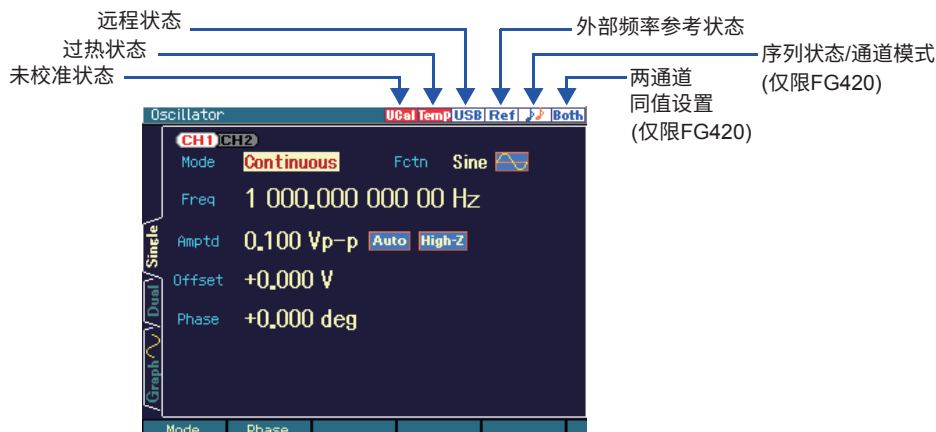 远程状态
外部频率参考状态
过热状态
序列状态/通道模式
(仅限FG420)
未校准状态
两通道
同值设置
(仅限FG420)
Oscillator
UCal Temp USB Ref Both
CH1 CH2
Mode Continuous Fctn Sine
Freq 1 000.000 000 00 Hz
Single
Amptd 0.100 Vp-p Auto High-Z
Dual
Offset +0.000 V
Phase +0.000 deg
Graph
Mode Phase